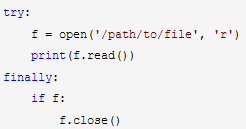 try:
    f = open('/path/to/file', 'r')
    print(f.read())
finally:
    if f:
        f.close()